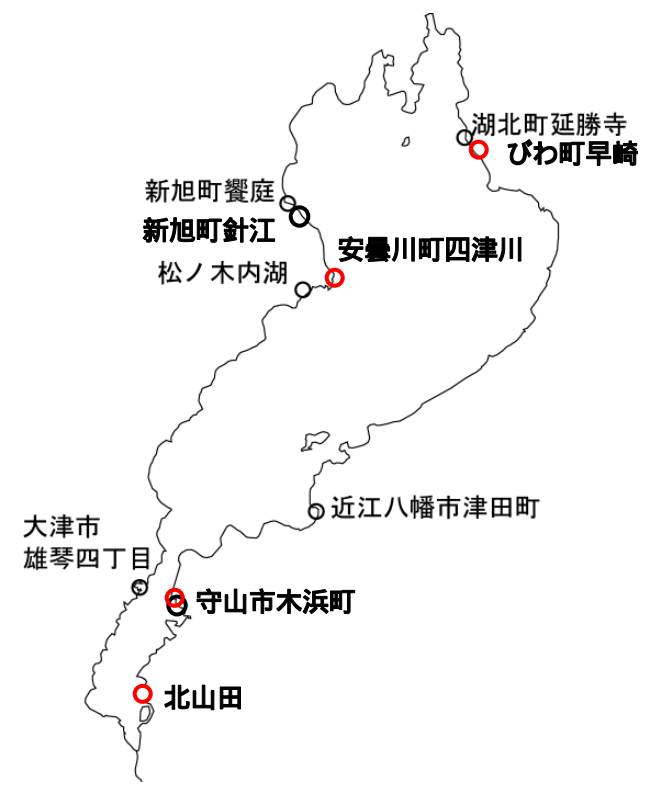 湖北町延勝寺
びわ町早崎
新旭町饗庭
新旭町針江
安曇川町四津川
松ノ木内湖
近江八幡市津田町
大津市
雄琴四丁目
守山市木浜町
北山田